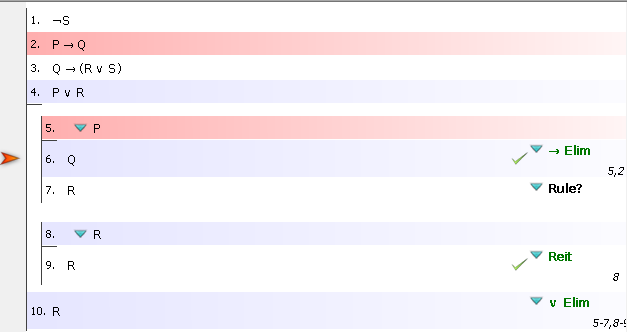 1. ¬S
2. P → Q
3. Q → (R ∨ S)
4. P ∨ R
5. P
6. Q → Elim
5,2
7. R Rule?
8. R
9. R Reit
8
10. R ∨ Elim
5-7,8-9